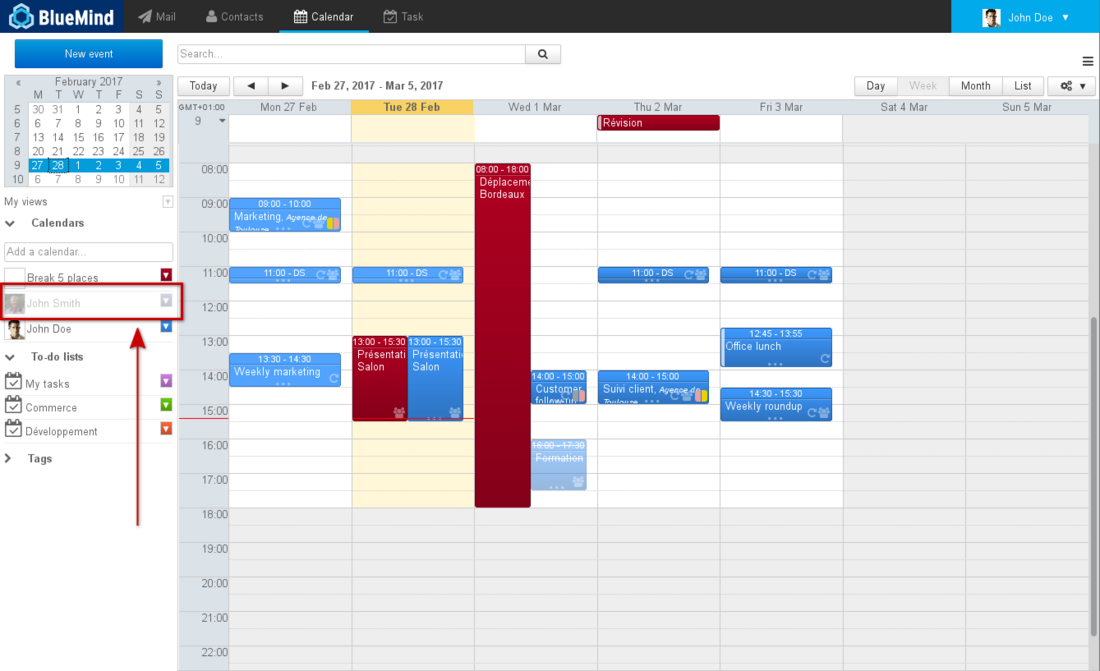 BlueMind Mail Contacts Calendar Task John Doe
New event Search...
Today Feb 27, 2017 - Mar 5, 2017 Day Week Month List
« February 2017 »
M T W T F S S
5 30 31 1 2 3 4 5
6 6 7 8 9 10 11 12
7 13 14 15 16 17 18 19
8 20 21 22 23 24 25 26
9 27 28 1 2 3 4 5
10 6 7 8 9 10 11 12
My views
Calendars
Add a calendar...
Break 5 places
John Smith
John Doe
To-do lists
My tasks
Commerce
Développement
Tags
GMT+01:00 Mon 27 Feb Tue 28 Feb Wed 1 Mar Thu 2 Mar Fri 3 Mar Sat 4 Mar Sun 5 Mar
9
Révision
08:00
09:00
10:00
11:00
12:00
13:00
14:00
15:00
16:00
17:00
18:00
19:00
20:00
21:00
22:00
09:00 - 10:00
Marketing, Agence de
Toulouse
11:00 - DS
13:30 - 14:30
Weekly marketing
11:00 - DS
13:00 - 15:30
Présentati
Salon
13:00 - 15:30
Présentati
Salon
08:00 - 18:00
Déplaceme
Bordeaux
14:00 - 15:00
Customer
follow-up
16:00 - 17:30
Formation
11:00 - DS
14:00 - 15:00
Suivi client, Agence de
Toulouse
11:00 - DS
12:45 - 13:55
Office lunch
14:30 - 15:30
Weekly roundup